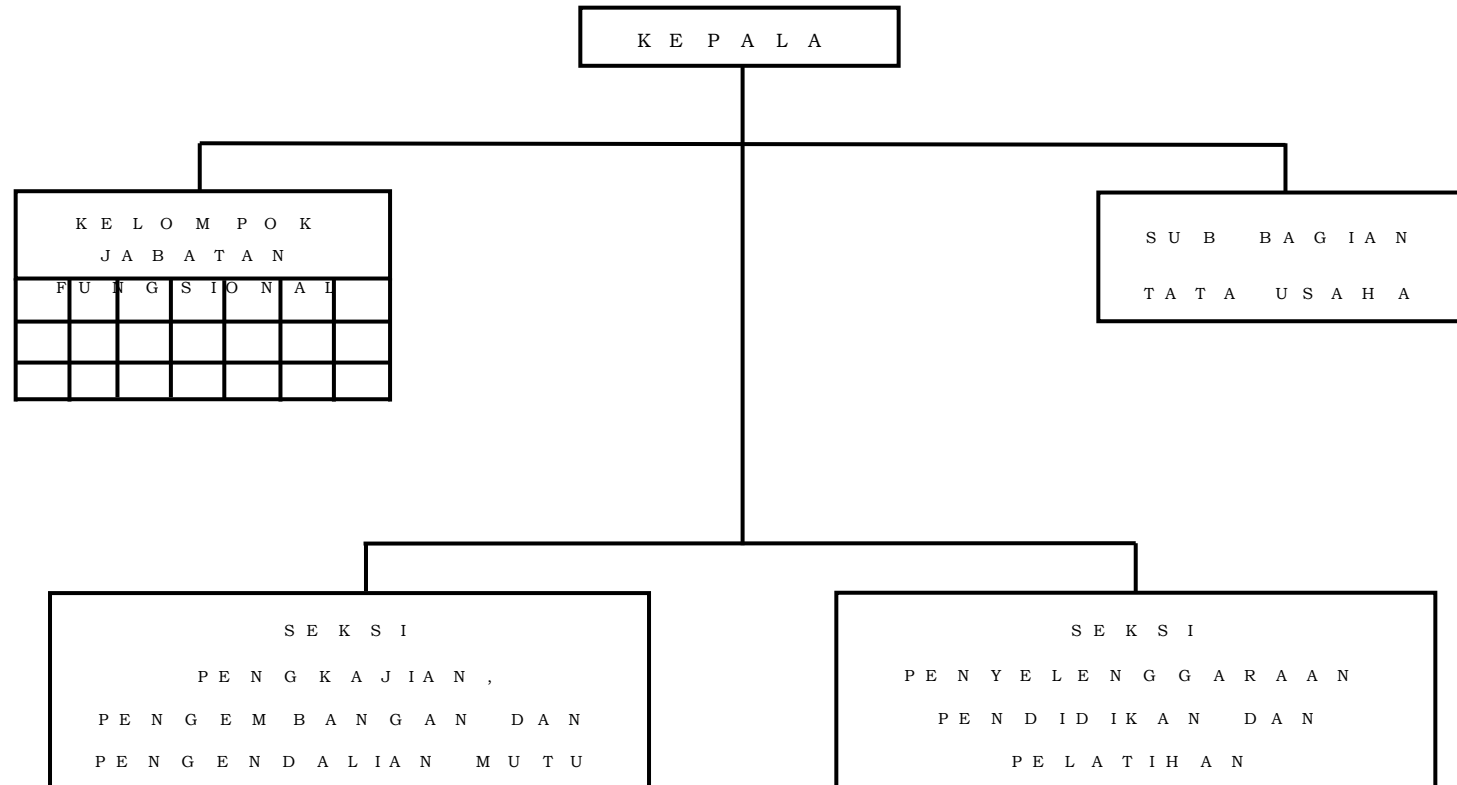 KEPALA
KELOMPOK
JABATAN
FUNGSIONAL
SUB BAGIAN
TATA USAHA
SEKSI
PENGKAJIAN,
PENGEMBANGAN DAN
PENGENDALIAN MUTU
SEKSI
PENYELENGGARAAN
PENDIDIKAN DAN
PELATIHAN